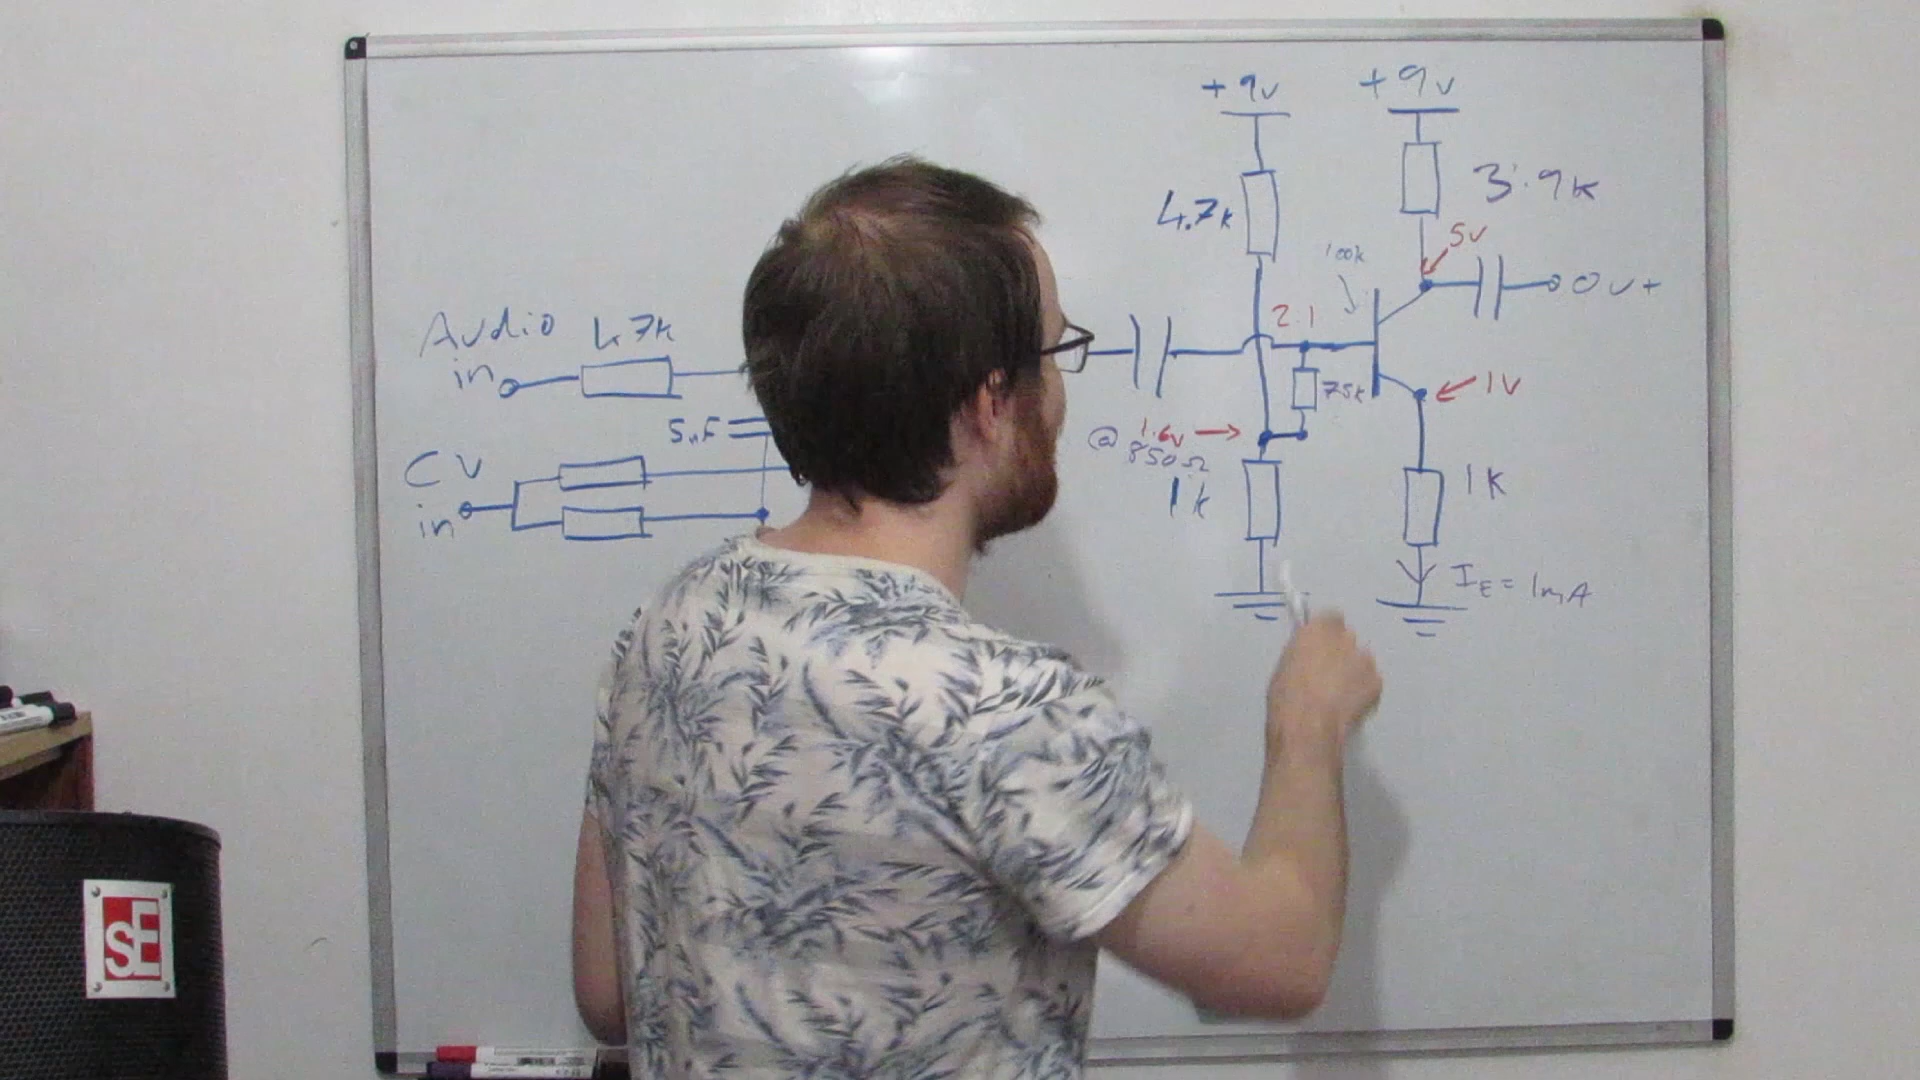 +9v
+9v
4.7k
3.9k
100k
5v
Out
Audio
in
4.7k
2.1
75k
1v
5nF
@
1.6v
850Ω
1k
CV
in
1k
IE = 1mA
sE